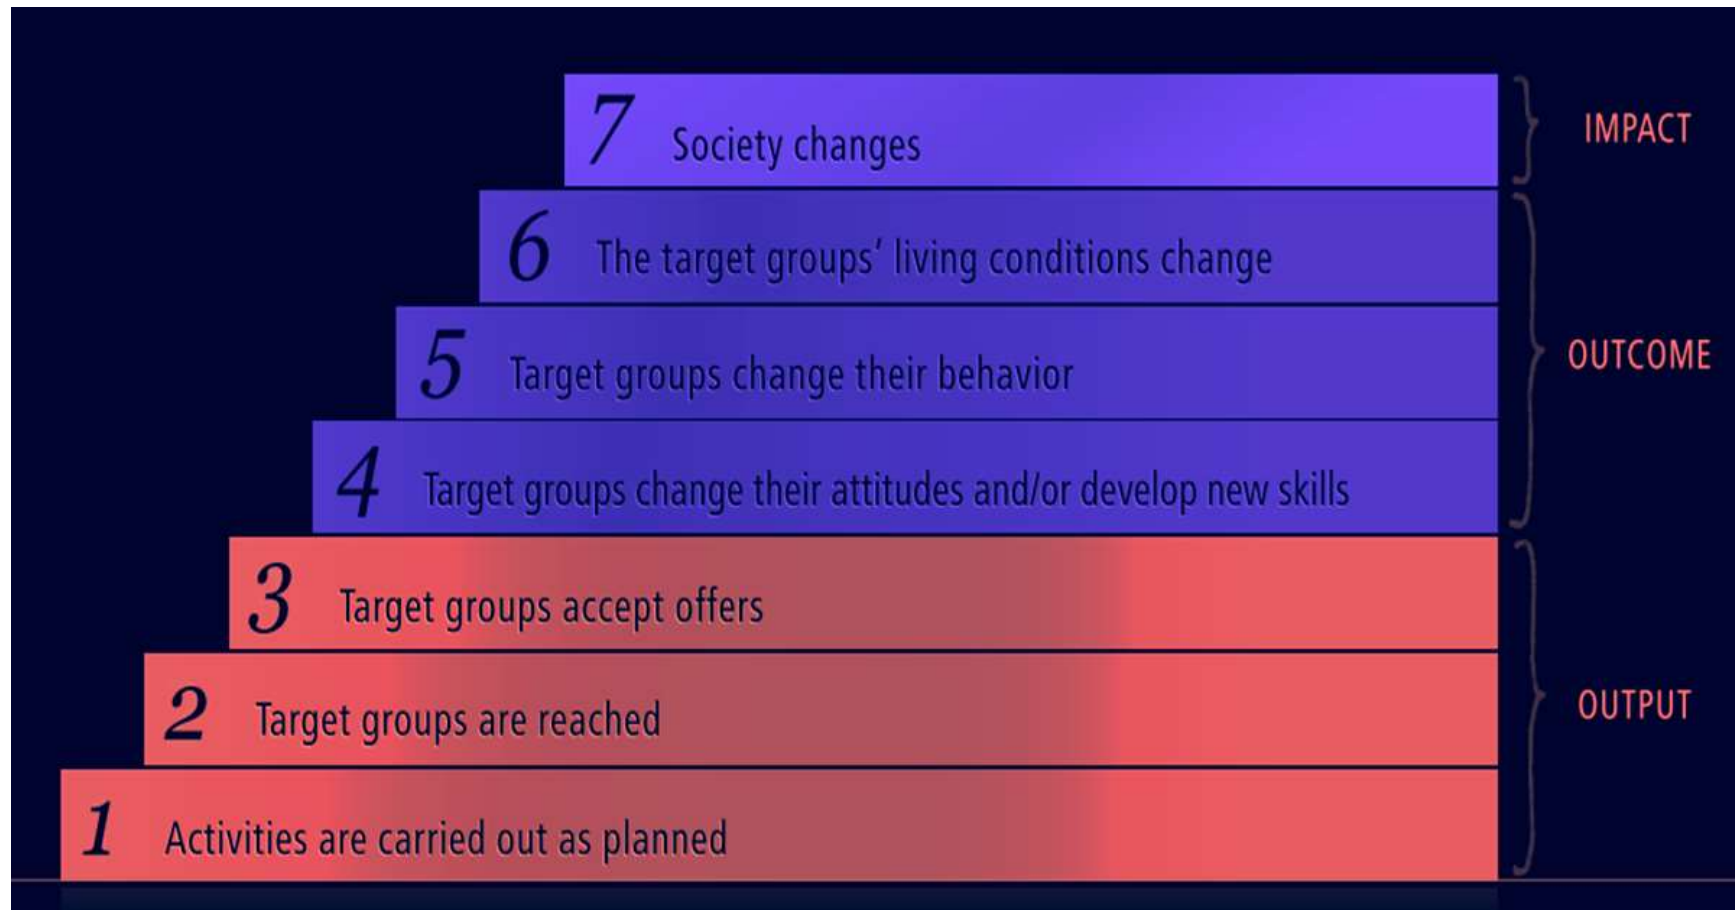 7 Society changes
IMPACT
6 The target groups' living conditions change
5 Target groups change their behavior
OUTCOME
4 Target groups change their attitudes and/or develop new skills
3 Target groups accept offers
2 Target groups are reached
OUTPUT
1 Activities are carried out as planned